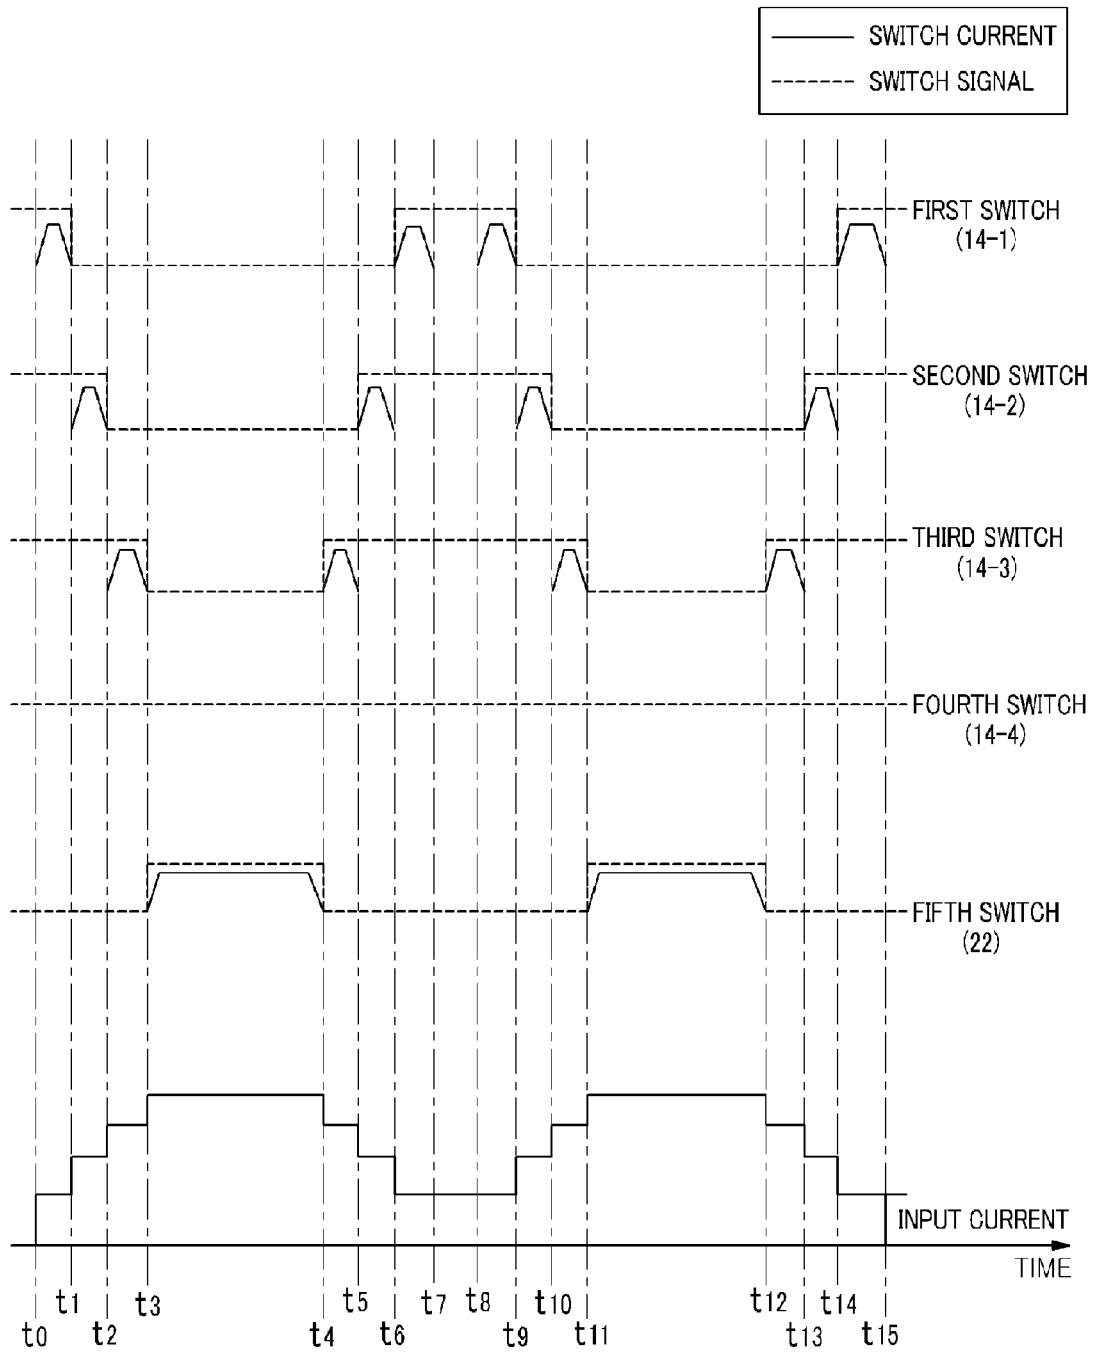 SWITCH CURRENT
SWITCH SIGNAL
FIRST SWITCH
(14-1)
SECOND SWITCH
(14-2)
THIRD SWITCH
(14-3)
FOURTH SWITCH
(14-4)
FIFTH SWITCH
(22)
INPUT CURRENT
TIME
t1 t3 t5 t7 t8 t10 t12 t14
t0 t2 t4 t6 t9 t11 t13 t15